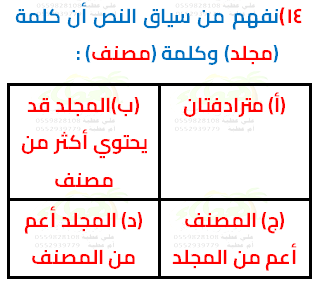 ١٤)نفهم من سياق النص أن كلمة
(مجلد) وكلمة (مصنف) :
(أ) مترادفتان
(ب)المجلد قد
يحتوي أكثر من
مصنف
(ج) المصنف
أعم من المجلد
(د) المجلد أعم
من المصنف